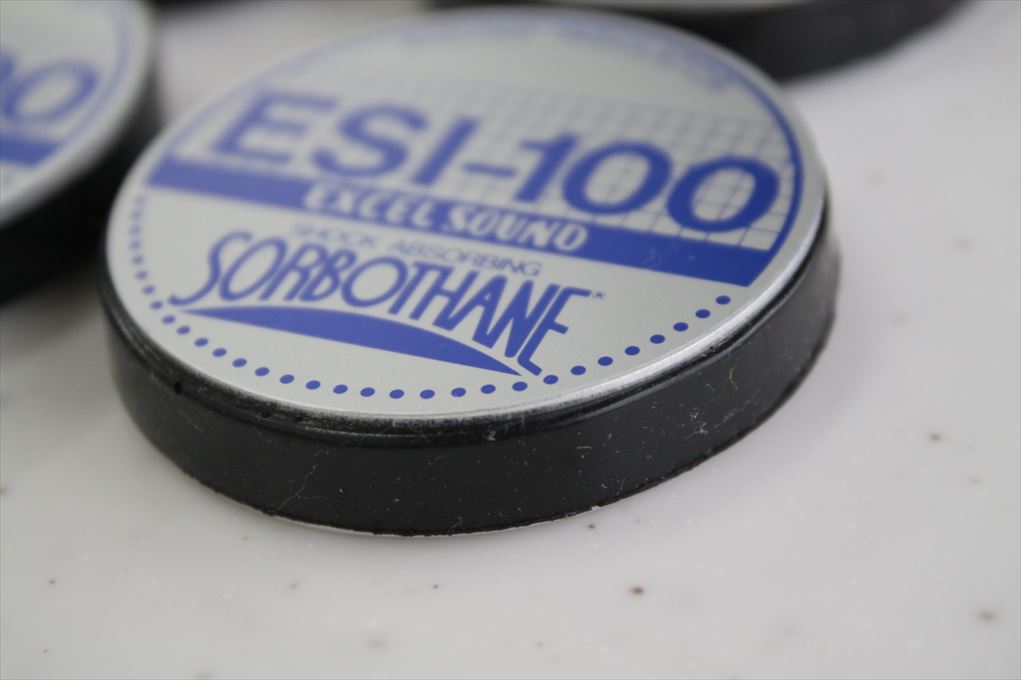 ESI-100
EXCEL SOUND
SHOCK ABSORBING
SORBOTHANE®